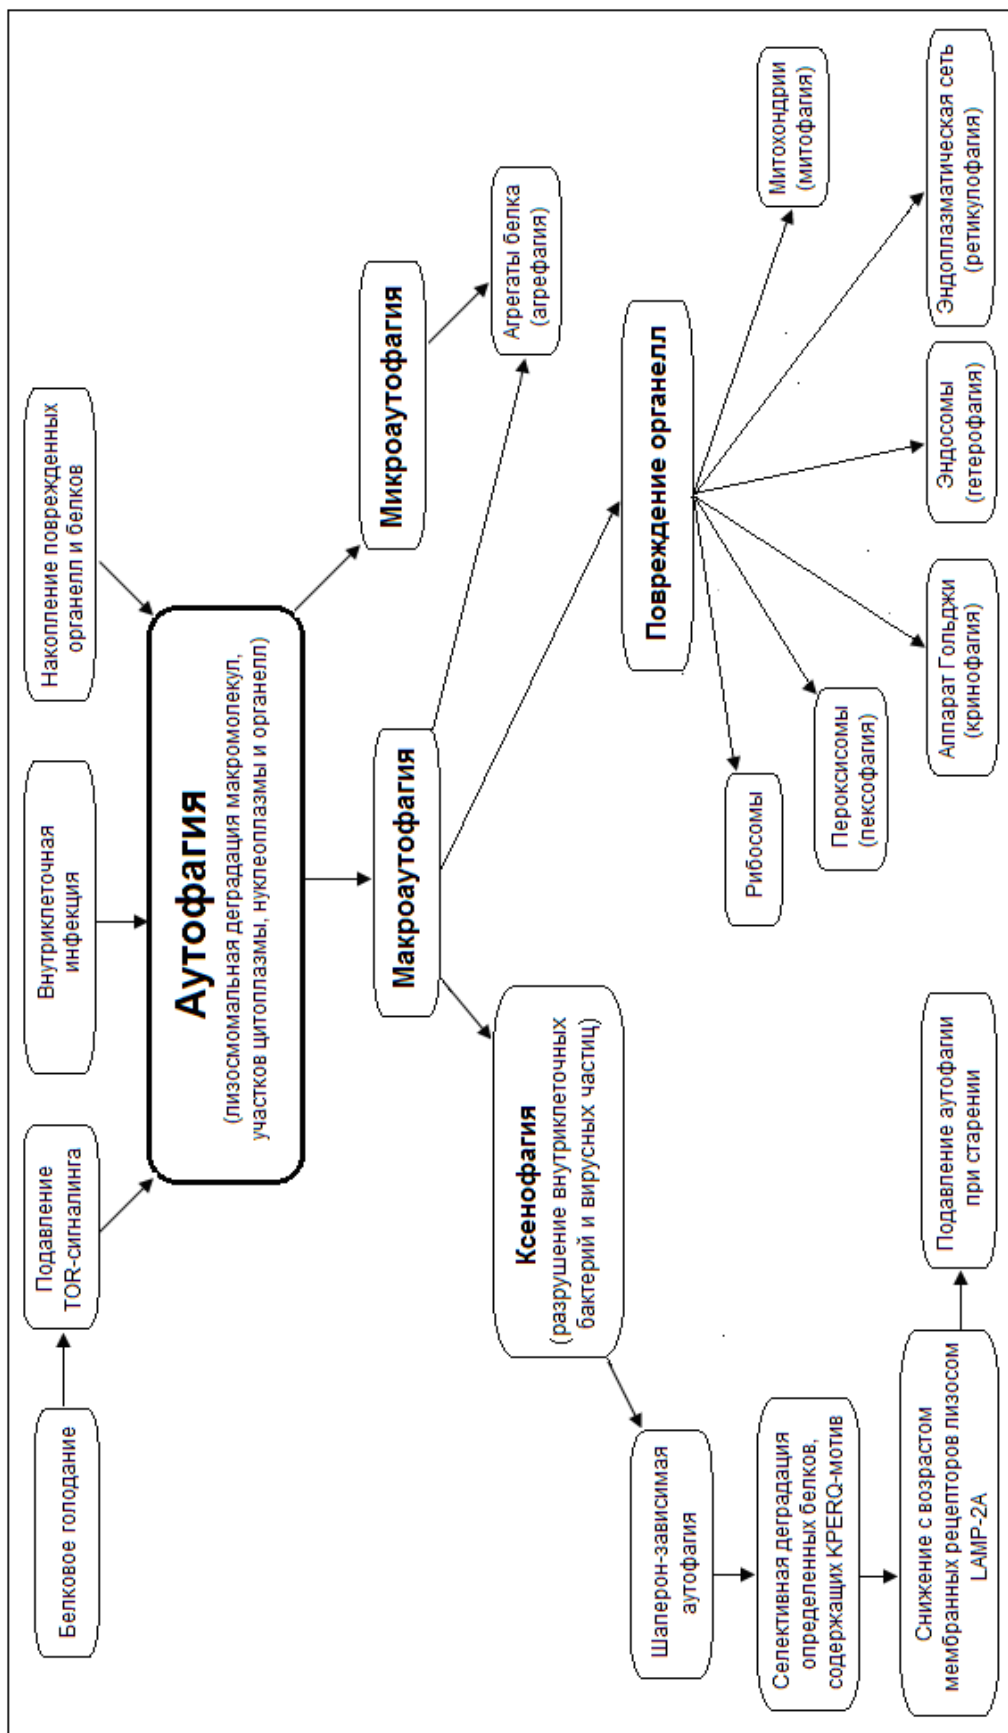 Белковое голодание
Подавление
TOR-сигналинга
Внутриклеточная
инфекция
Накопление поврежденных
органелл и белков
Аутофагия
(лизосмомальная деградация макромолекул,
участков цитоплазмы, нуклеоплазмы и органелл)
Макроаутофагия
Микроаутофагия
Агрегаты белка
(агрефагия)
Ксенофагия
(разрушение внутриклеточных
бактерий и вирусных частиц)
Повреждение органелл
Шаперон-зависимая
аутофагия
Рибосомы
Митохондрии
(митофагия)
Селективная деградация
определенных белков,
содержащих KPERQ-мотив
Пероксисомы
(пексофагия)
Снижение с возрастом
мембранных рецепторов лизосом
LAMP-2A
Подавление аутофагии
при старении
Аппарат Гольджи
(кринофагия)
Эндосомы
(гетерофагия)
Эндоплазматическая сеть
(ретикулофагия)